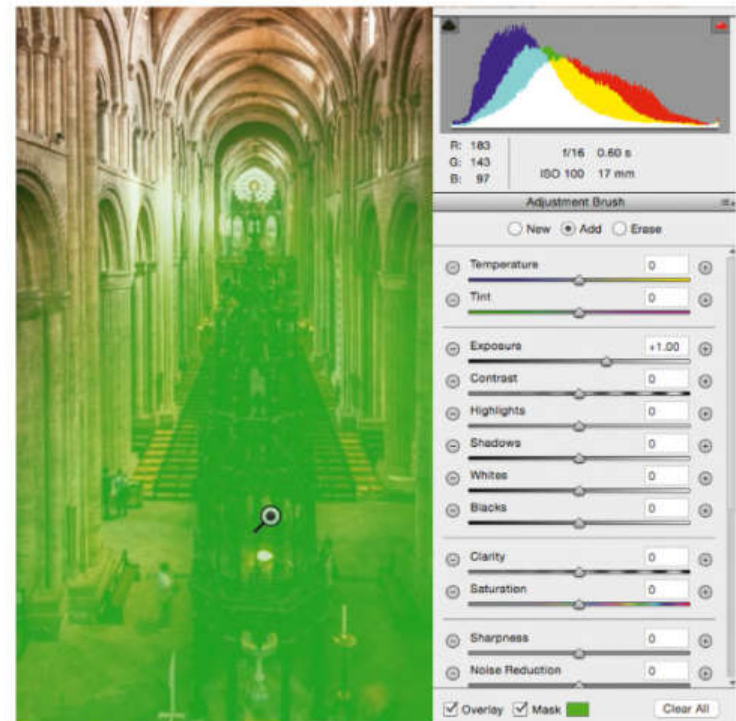 R: 183
G: 143
B: 97
f/16 0.60 s
ISO 100 17 mm
Adjustment Brush
New Add Erase
Temperature 0
Tint 0
Exposure +1.00
Contrast 0
Highlights 0
Shadows 0
Whites 0
Blacks 0
Clarity 0
Saturation 0
Sharpness 0
Noise Reduction 0
Overlay Mask Clear All